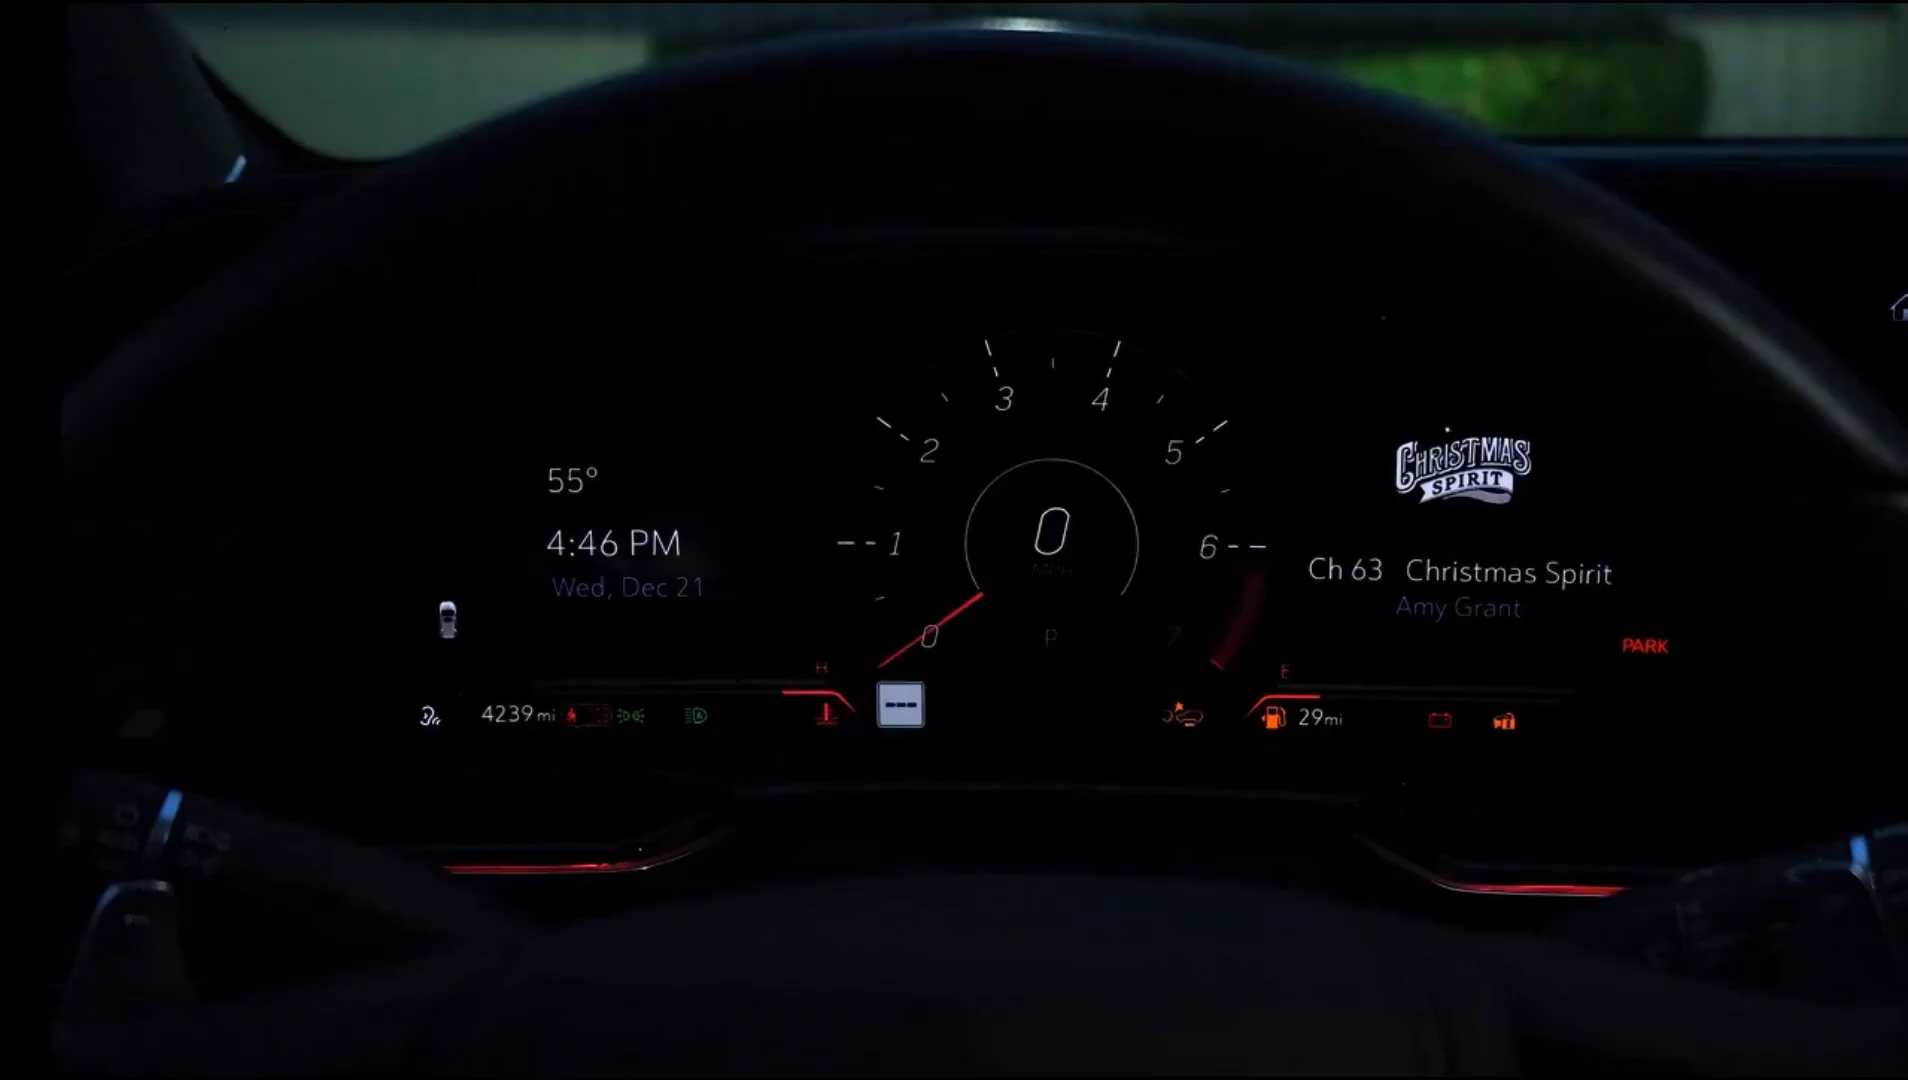 3
4
2
5
1
6
0
7
0
MPH
P
55°
4:46 PM
Wed, Dec 21
CHRISTMAS
SPIRIT
Ch 63 Christmas Spirit
Amy Grant
PARK
H
E
4239 mi
---
29 mi